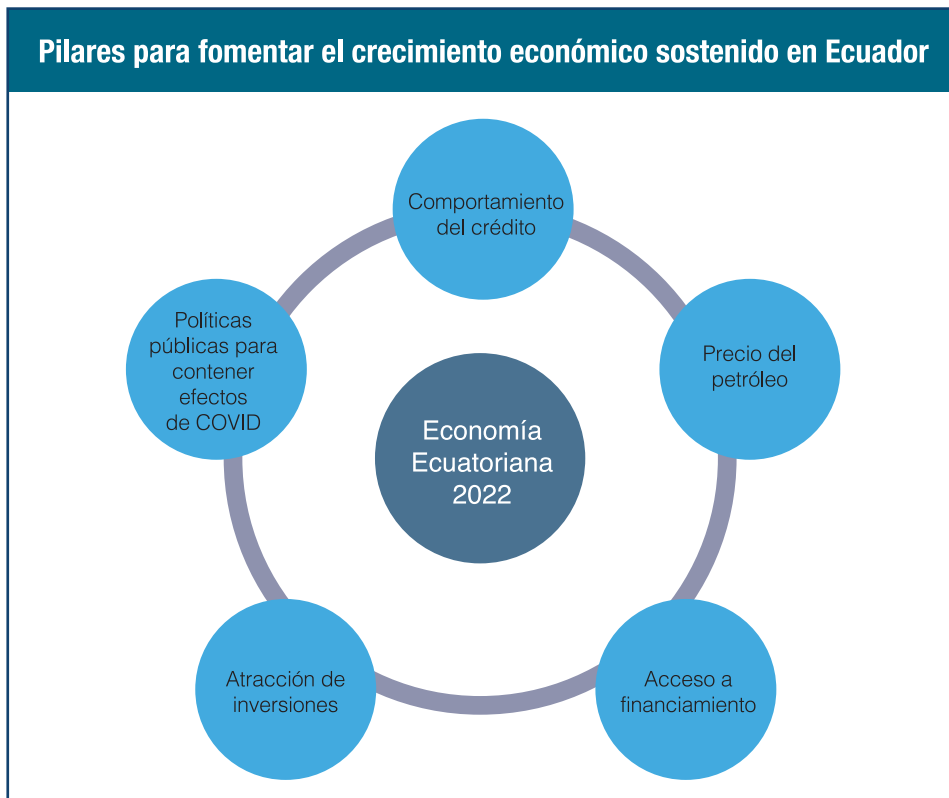 Pilares para fomentar el crecimiento económico sostenido en Ecuador
Comportamiento
del crédito
Precio del
petróleo
Acceso a
financiamiento
Atracción de
inversiones
Políticas
públicas para
contener
efectos
de COVID
Economía
Ecuatoriana
2022